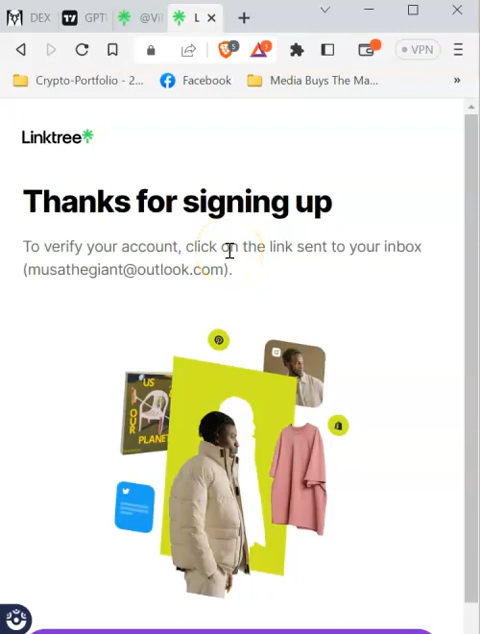 DEX
GPT
@Vi
L
5
VPN
Crypto-Portfolio - 2...
Facebook
Media Buys The Ma...
»
Linktree
Thanks for signing up
To verify your account, click on the link sent to your inbox
(musathegiant@outlook.com).
US
OUR
PLANET